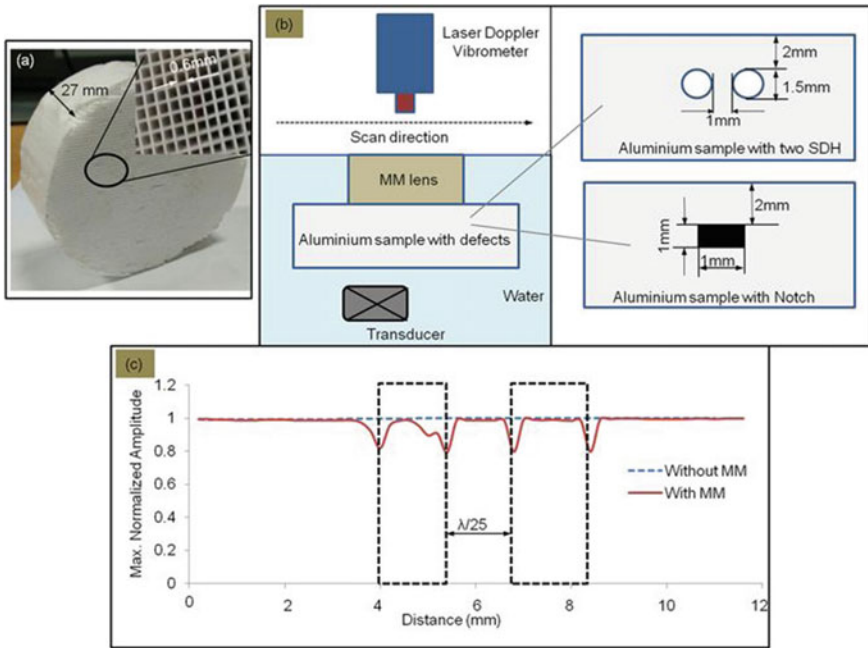 (a)
0.6mm
27 mm
(b)
Laser Doppler
Vibrometer
Scan direction
MM lens
Aluminium sample with defects
Water
Transducer
2mm
1.5mm
1mm
Aluminium sample with two SDH
2mm
1mm
1mm
Aluminium sample with Notch
(c)
Max. Normalized Amplitude
1.2
1
0.8
0.6
0.4
0.2
0
Without MM
With MM
λ/25
0 2 4 6 8 10 12
Distance (mm)